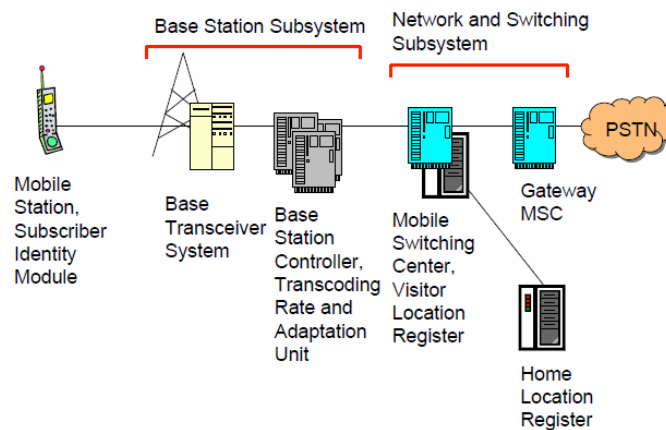 Base Station Subsystem
Network and Switching
Subsystem
PSTN
Mobile
Station,
Subscriber
Identity
Module
Base
Transceiver
System
Base
Station
Controller,
Transcoding
Rate and
Adaptation
Unit
Mobile
Switching
Center,
Visitor
Location
Register
Gateway
MSC
Home
Location
Register